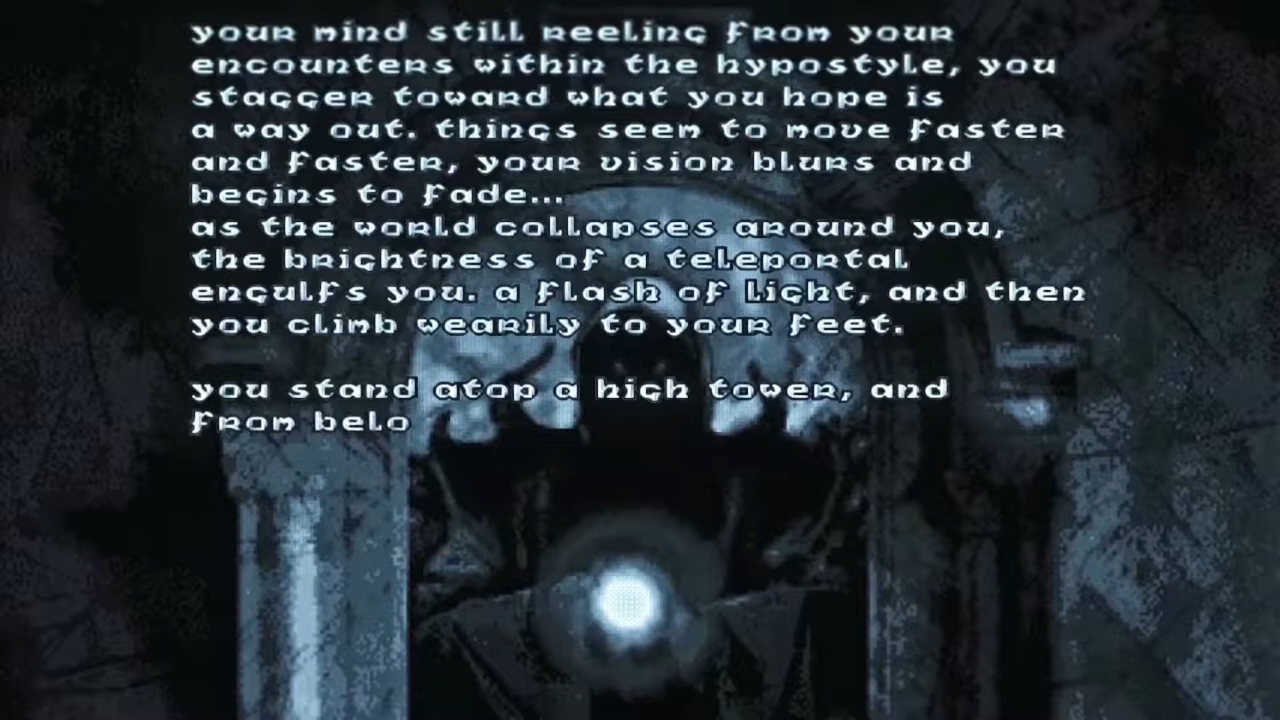 your mind still reeling from your
encounters within the hypostyle, you
stagger toward what you hope is
a way out. things seem to move faster
and faster, your vision blurs and
begins to fade...
as the world collapses around you,
the brightness of a teleportal
engulfs you. a flash of light, and then
you climb wearily to your feet.
you stand atop a high tower, and
from belo